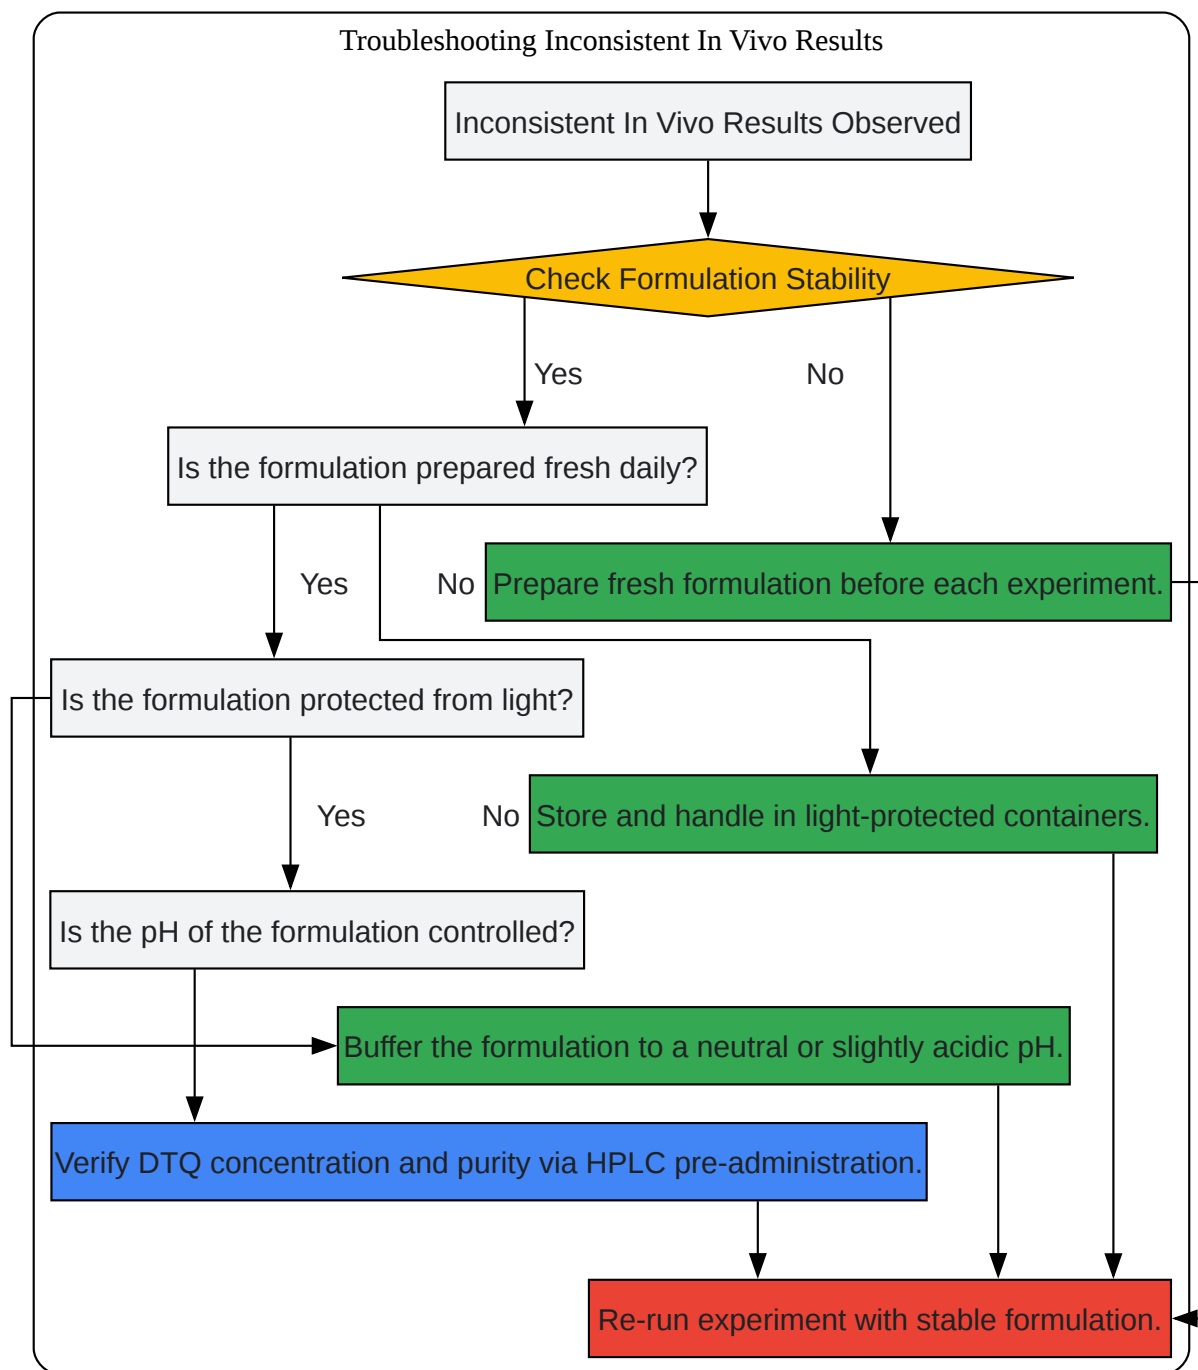 Troubleshooting Inconsistent In Vivo Results
Inconsistent In Vivo Results Observed
Check Formulation Stability
Yes
No
Is the formulation prepared fresh daily?
Yes
No
Prepare fresh formulation before each experiment.
Is the formulation protected from light?
Yes
No
Store and handle in light-protected containers.
Is the pH of the formulation controlled?
Buffer the formulation to a neutral or slightly acidic pH.
Verify DTQ concentration and purity via HPLC pre-administration.
Re-run experiment with stable formulation.